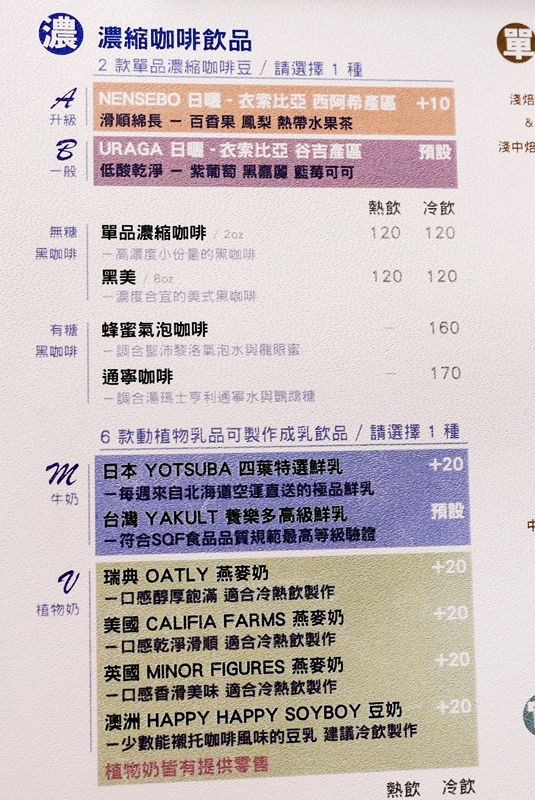 濃 濃縮咖啡飲品
2 款單品濃縮咖啡豆 / 請選擇 1 種
A 升級
NENSEBO 日曬 - 衣索比亞 西阿希產區 +10
滑順綿長 — 百香果 鳳梨 熱帶水果茶
B 一般
URAGA 日曬 - 衣索比亞 谷吉產區 預設
低酸乾淨 — 紫葡萄 黑嘉麗 藍莓可可
熱飲 冷飲
無糖 黑咖啡
單品濃縮咖啡 / 2oz 120 120
—高濃度小份量的黑咖啡
黑美 / 8oz 120 120
—濃度合宜的美式黑咖啡
有糖 黑咖啡
蜂蜜氣泡咖啡 — 160
—調合聖沛黎洛氣泡水與龍眼蜜
通寧咖啡 — 170
—調合湯瑪士亨利通寧水與鸚鵡糖
6 款動植物乳品可製作成乳飲品 / 請選擇 1 種
M 牛奶
日本 YOTSUBA 四葉特選鮮乳 +20
—每週來自北海道空運直送的極品鮮乳
台灣 YAKULT 養樂多高級鮮乳 預設
—符合SQF食品品質規範最高等級驗證
V 植物奶
瑞典 OATLY 燕麥奶 +20
—口感醇厚飽滿 適合冷熱飲製作
美國 CALIFIA FARMS 燕麥奶 +20
—口感乾淨滑順 適合冷熱飲製作
英國 MINOR FIGURES 燕麥奶 +20
—口感香滑美味 適合冷熱飲製作
澳洲 HAPPY HAPPY SOYBOY 豆奶 +20
—少數能襯托咖啡風味的豆乳 建議冷飲製作
植物奶皆有提供零售
熱飲 冷飲
單
淺焙
&
淺中焙